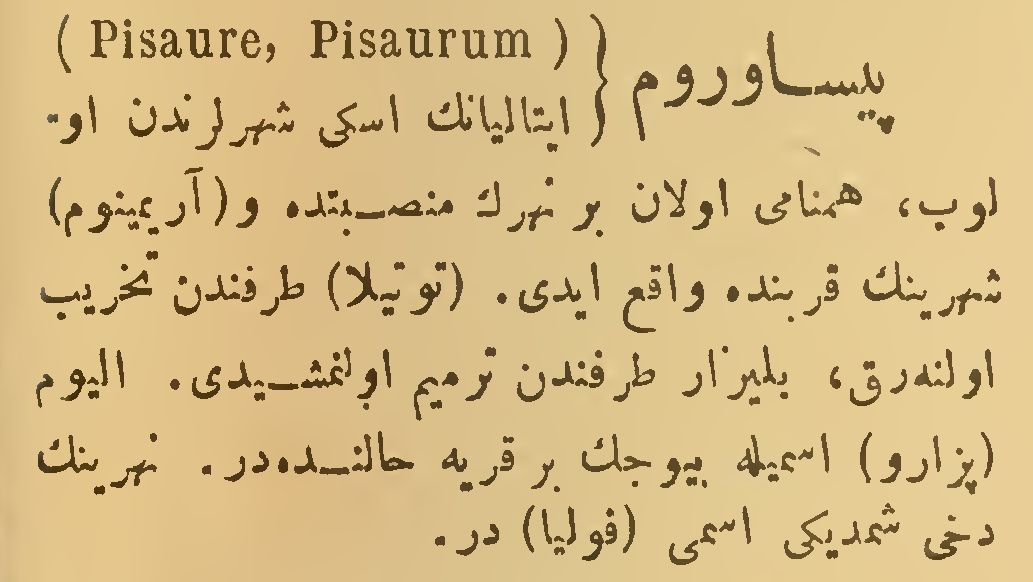 پیساوروم { ( Pisaure, Pisaurum )
ایتالیانك اسکی شهرلرندن او-
لوب، همنامی اولان بر نهرك منصبنده و (آریمینوم)
شهرینك قربنده واقع ایدی. (توتیلا) طرفندن تخریب
اولنه‌رق، بلیزار طرفندن ترمیم اولنمشیدی. الیوم
(پزارو) اسمیله بیوجك بر قریه حالنده‌در. نهرینك
دخی شمدیکی اسمی (فولیا) در.